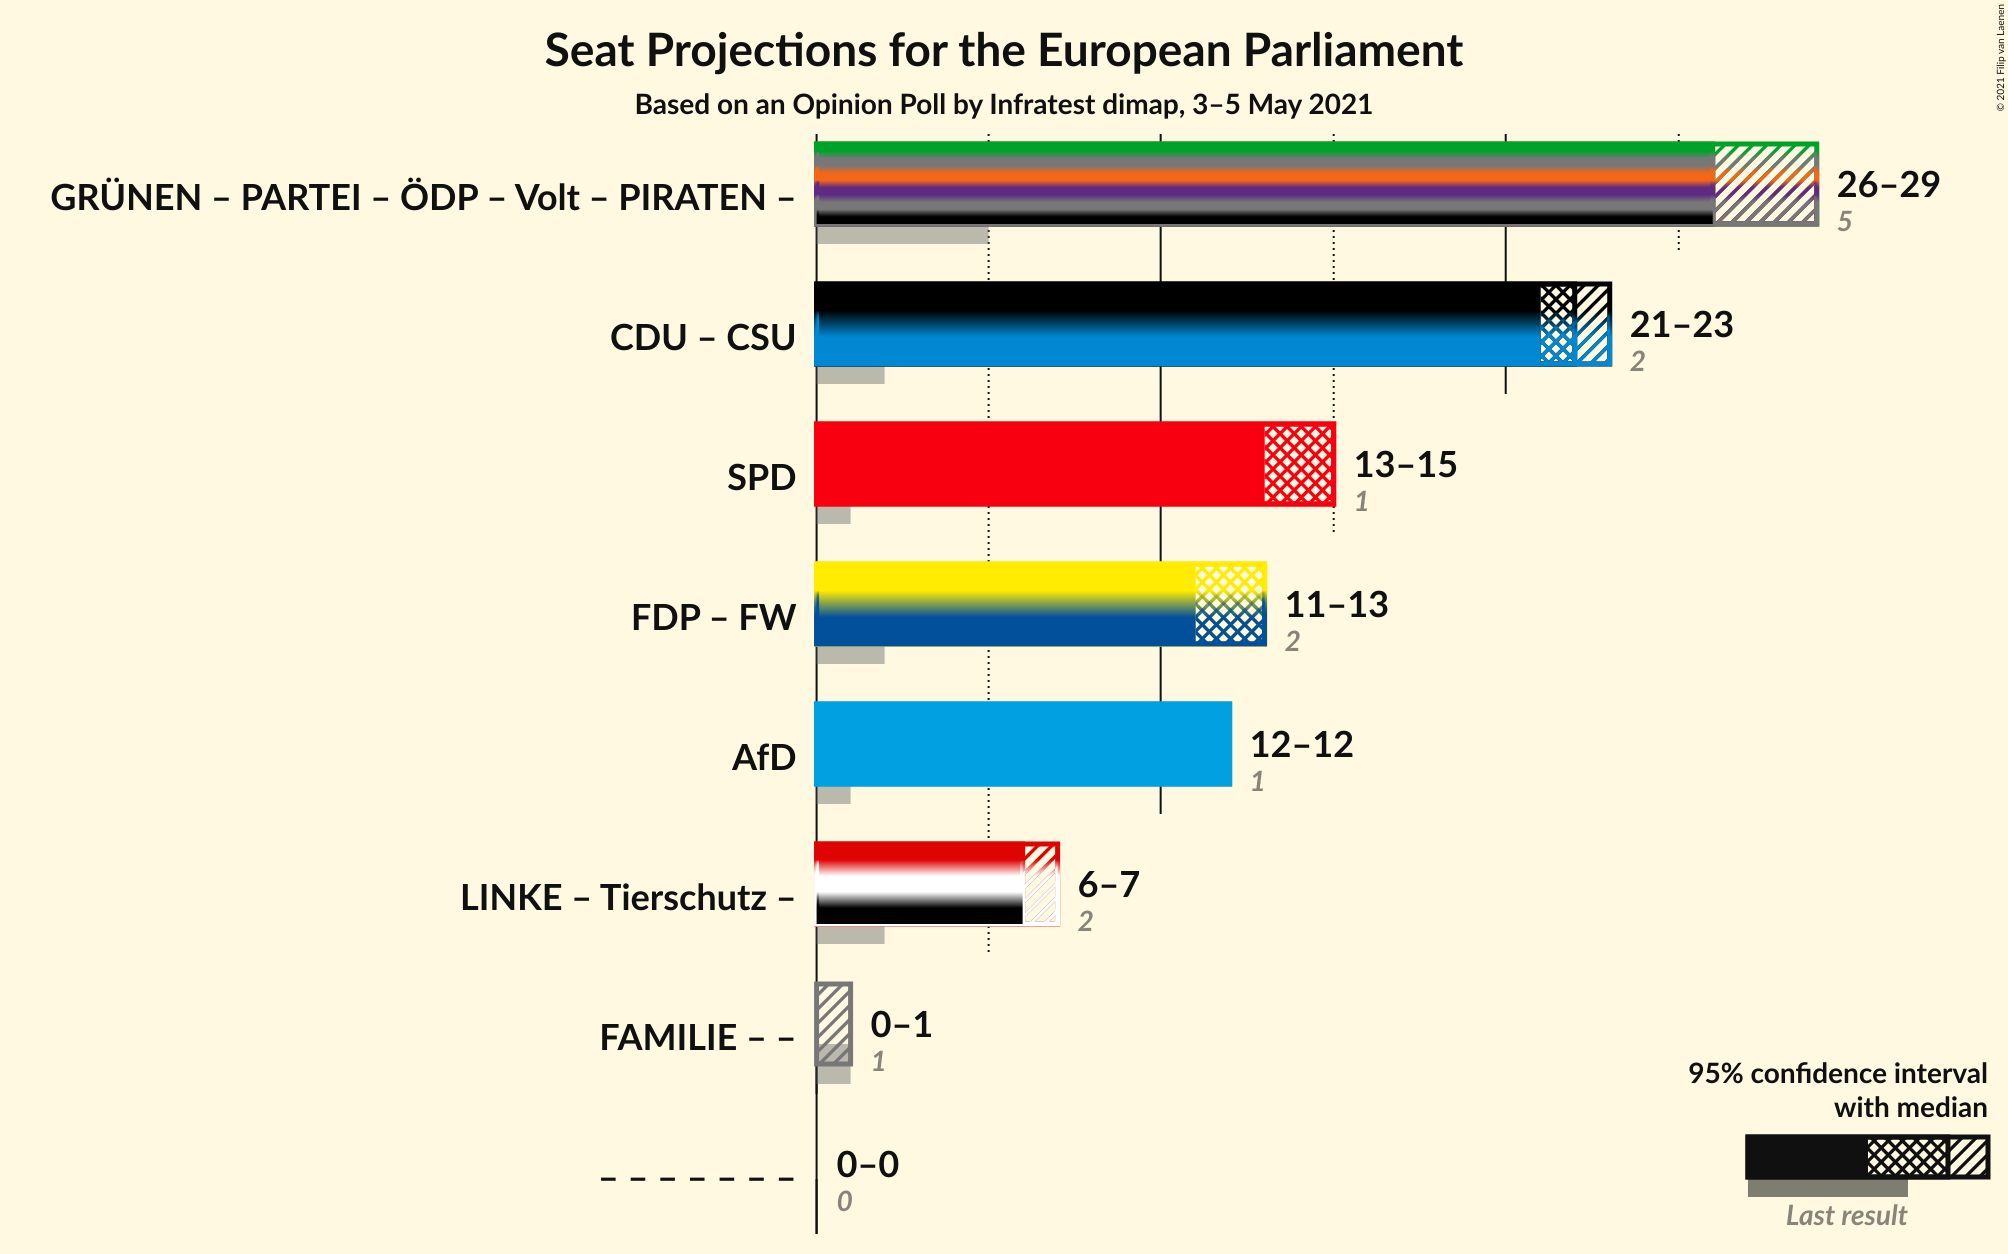 Seat Projections for the European Parliament
Based on an Opinion Poll by Infratest dimap, 3–5 May 2021
© 2021 Filip van Laenen
GRÜNEN – PARTEI – ÖDP – Volt – PIRATEN –
26–29
5
CDU – CSU
21–23
2
SPD
13–15
1
FDP – FW
11–13
2
AfD
12–12
1
LINKE – Tierschutz –
6–7
2
FAMILIE – –
0–1
1
– – – – – – –
0–0
0
95% confidence interval
with median
Last result